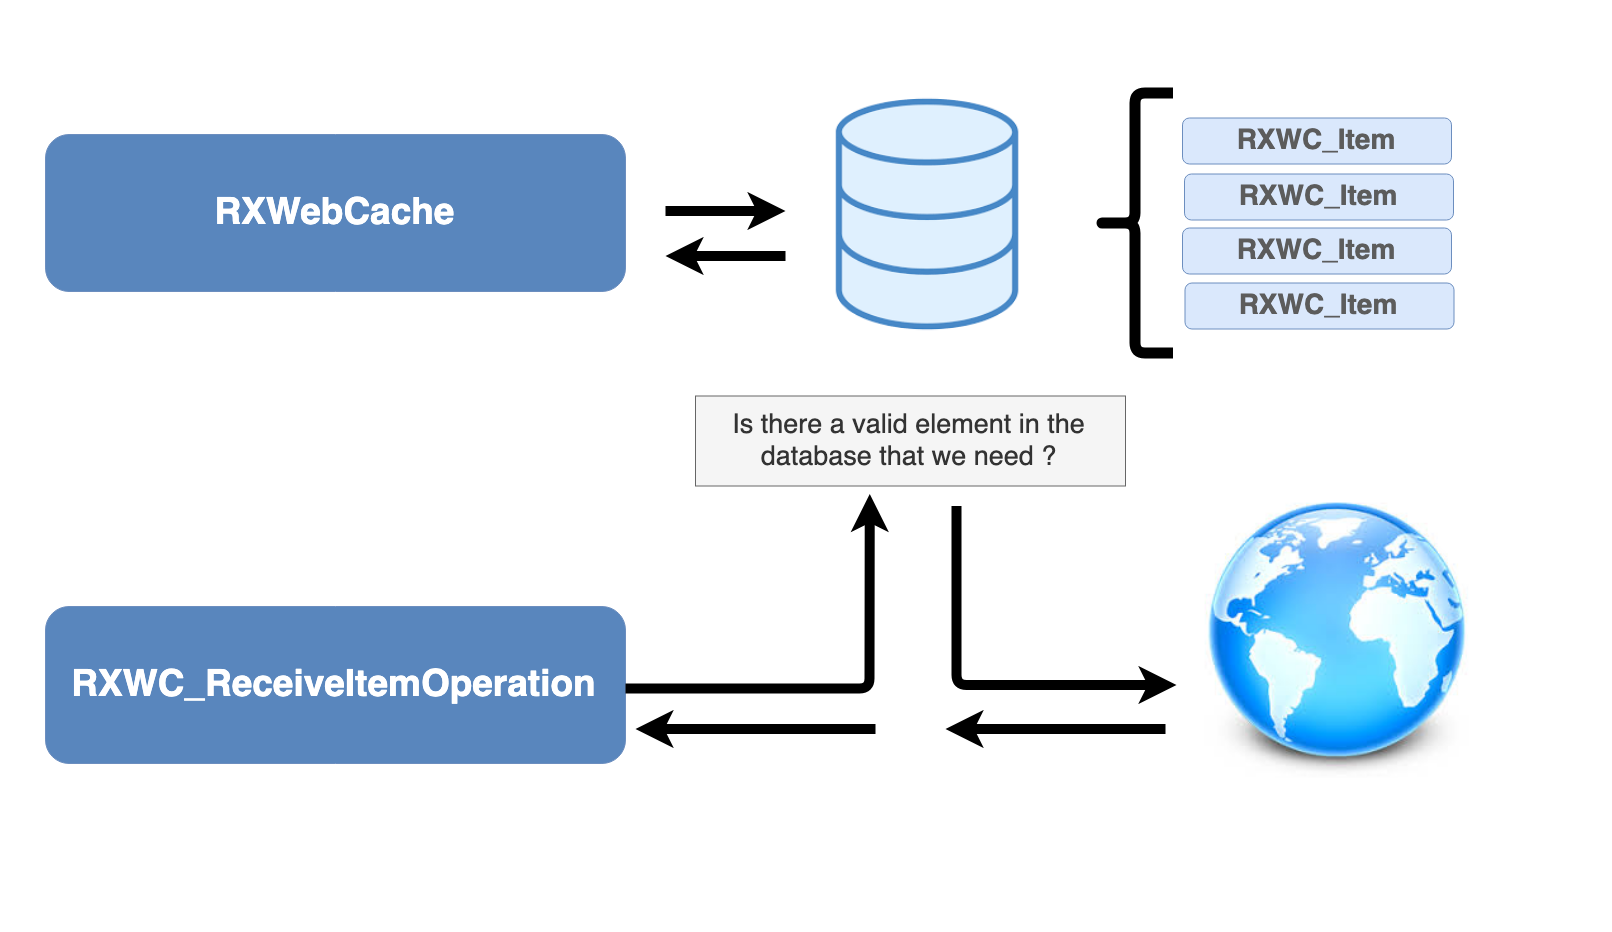 RXWebCache
RXWC_Item
RXWC_Item
RXWC_Item
RXWC_Item
Is there a valid element in the
database that we need ?
RXWC_ReceiveItemOperation